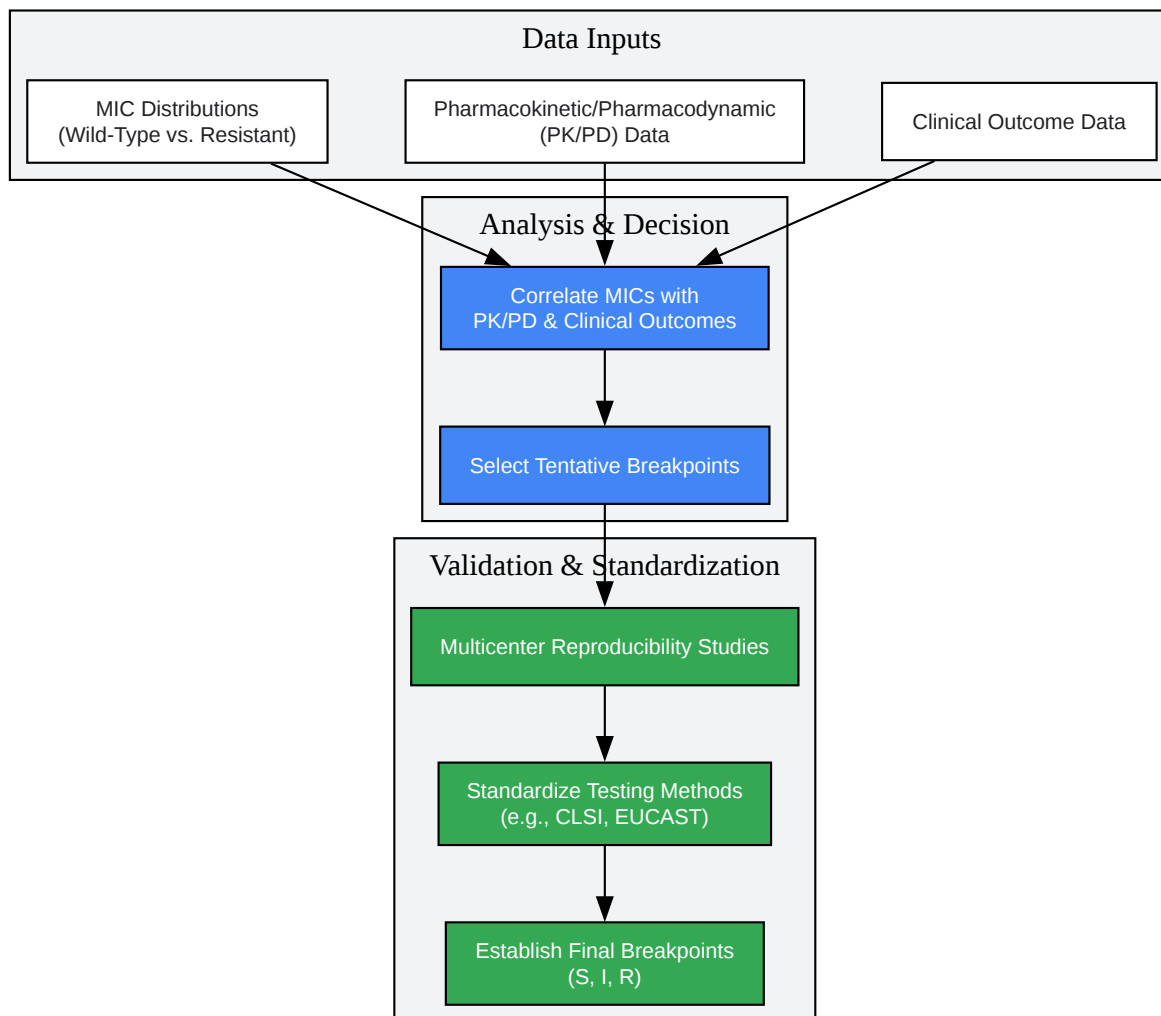 Data Inputs
MIC Distributions
(Wild-Type vs. Resistant)
Pharmacokinetic/Pharmacodynamic
(PK/PD) Data
Clinical Outcome Data
Analysis & Decision
Correlate MICs with
PK/PD & Clinical Outcomes
Select Tentative Breakpoints
Validation & Standardization
Multicenter Reproducibility Studies
Standardize Testing Methods
(e.g., CLSI, EUCAST)
Establish Final Breakpoints
(S, I, R)